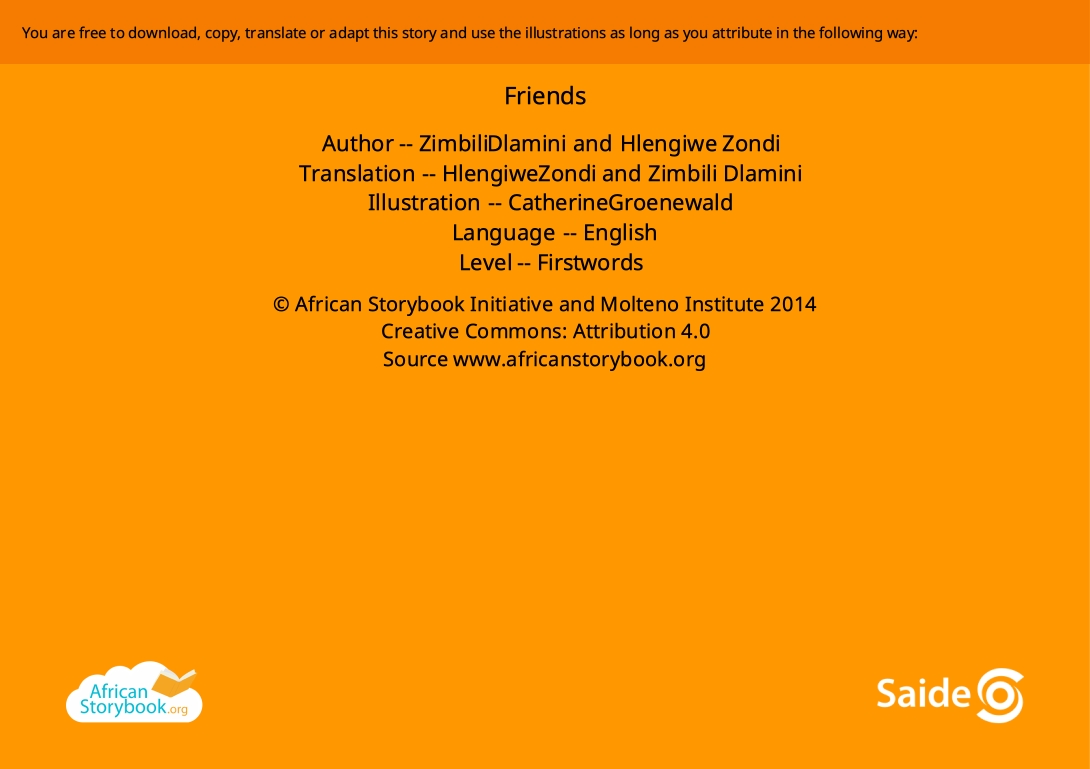 You are free to download, copy, translate or adapt this story and use the illustrations as long as you attribute in the following way:
Friends
Author -- ZimbiliDlamini and Hlengiwe Zondi
Translation -- HlengiweZondi and Zimbili Dlamini
Illustration -- CatherineGroenewald
Language -- English
Level -- Firstwords
© African Storybook Initiative and Molteno Institute 2014
Creative Commons: Attribution 4.0
Source www.africanstorybook.org
African
Storybook.org
Saide